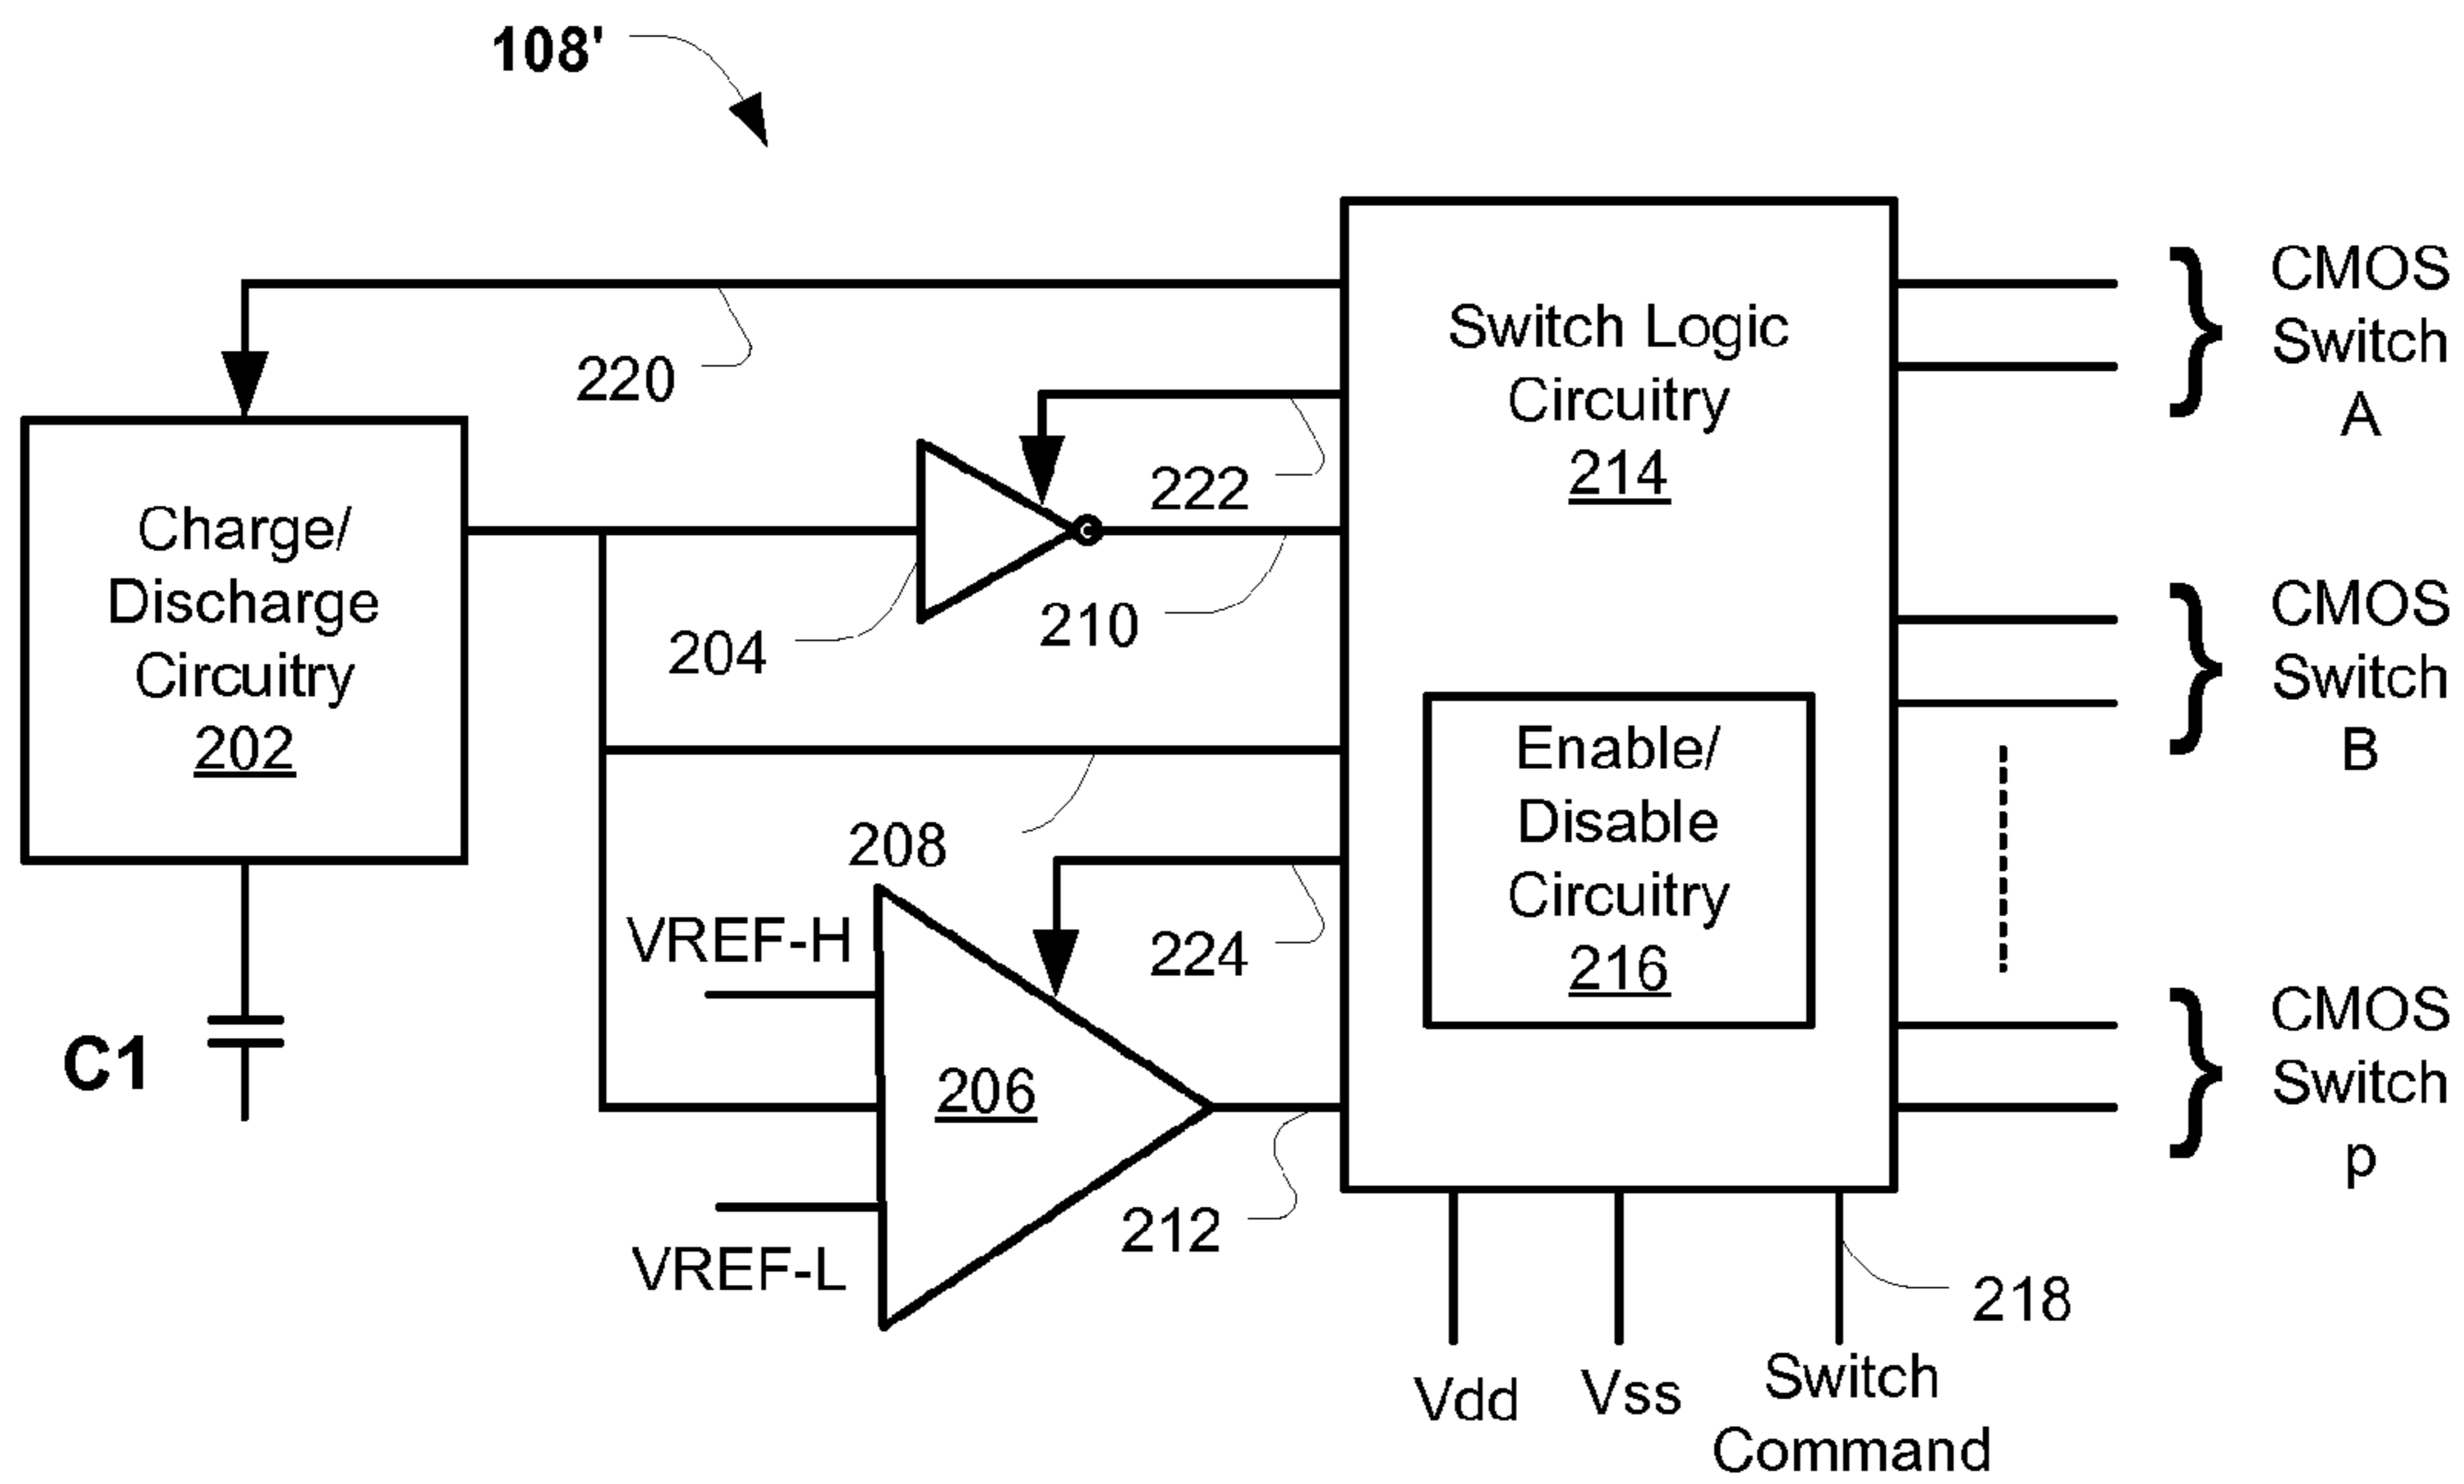 108'
CMOS
Switch
A
Switch Logic
Circuitry
214
220
222
Charge/
Discharge
Circuitry
202
204
210
CMOS
Switch
B
Enable/
Disable
Circuitry
216
208
VREF-H
224
206
C1
CMOS
Switch
p
VREF-L
212
218
Vdd
Vss
Switch
Command